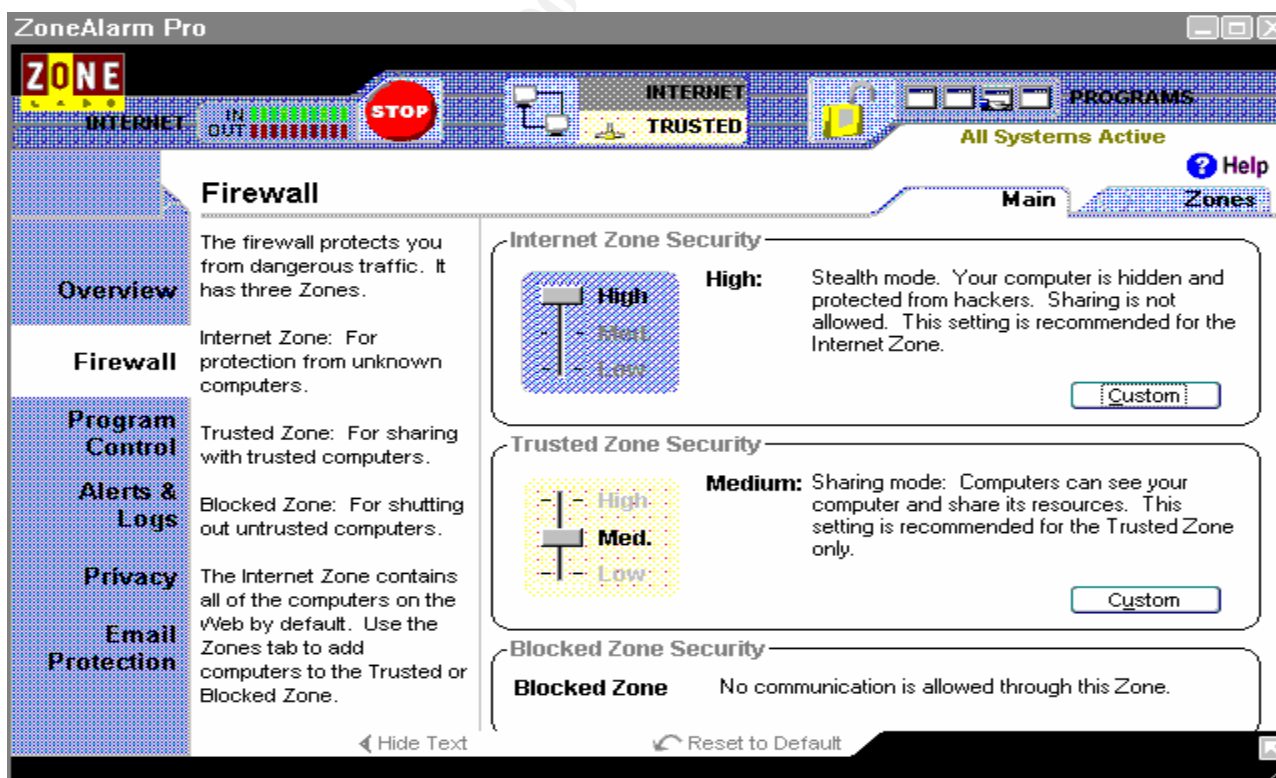 ZoneAlarm Pro
ZONE
LABS
INTERNET
IN
OUT
STOP
INTERNET
TRUSTED
PROGRAMS
All Systems Active
Help
Firewall
Main
Zones
Overview
Firewall
Program
Control
Alerts &
Logs
Privacy
Email
Protection
The firewall protects you
from dangerous traffic. It
has three Zones.
Internet Zone: For
protection from unknown
computers.
Trusted Zone: For sharing
with trusted computers.
Blocked Zone: For shutting
out untrusted computers.
The Internet Zone contains
all of the computers on the
Web by default. Use the
Zones tab to add
computers to the Trusted or
Blocked Zone.
Internet Zone Security
High
Med.
Low
High:
Stealth mode. Your computer is hidden and
protected from hackers. Sharing is not
allowed. This setting is recommended for the
Internet Zone.
Custom
Trusted Zone Security
High
Med.
Low
Medium:
Sharing mode: Computers can see your
computer and share its resources. This
setting is recommended for the Trusted Zone
only.
Custom
Blocked Zone Security
Blocked Zone
No communication is allowed through this Zone.
Hide Text
Reset to Default